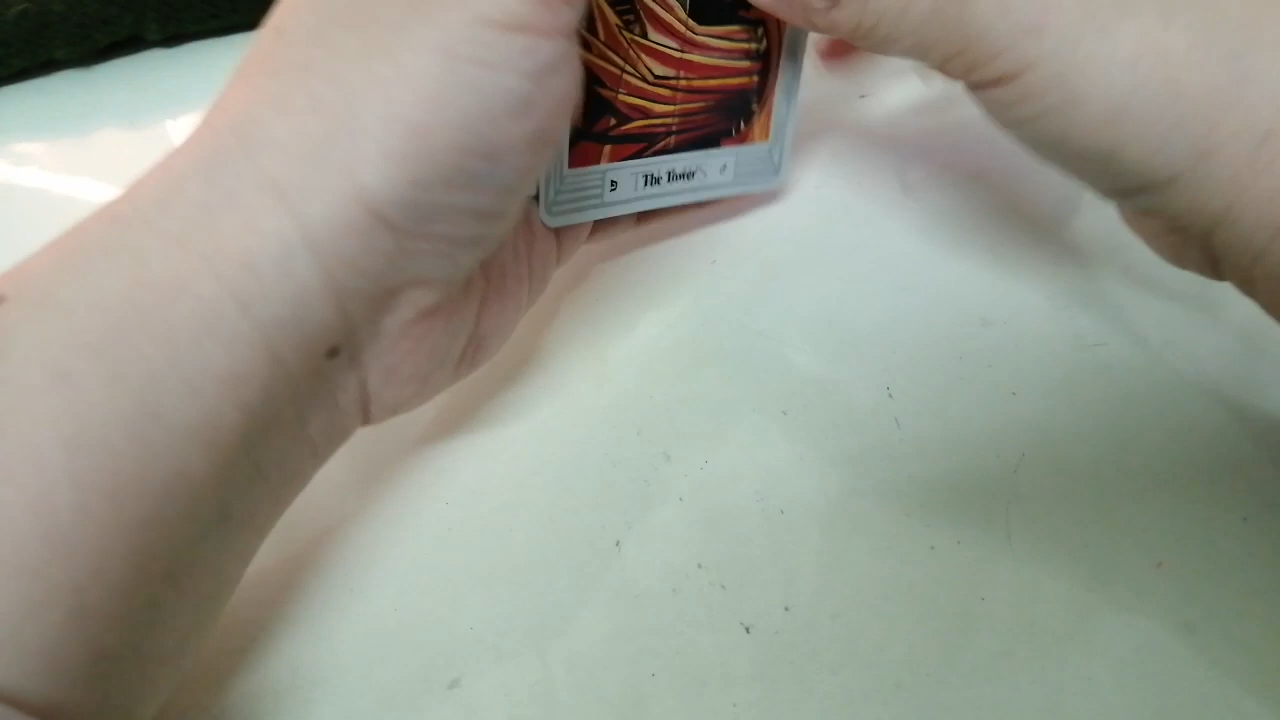 פ The Tower ♂